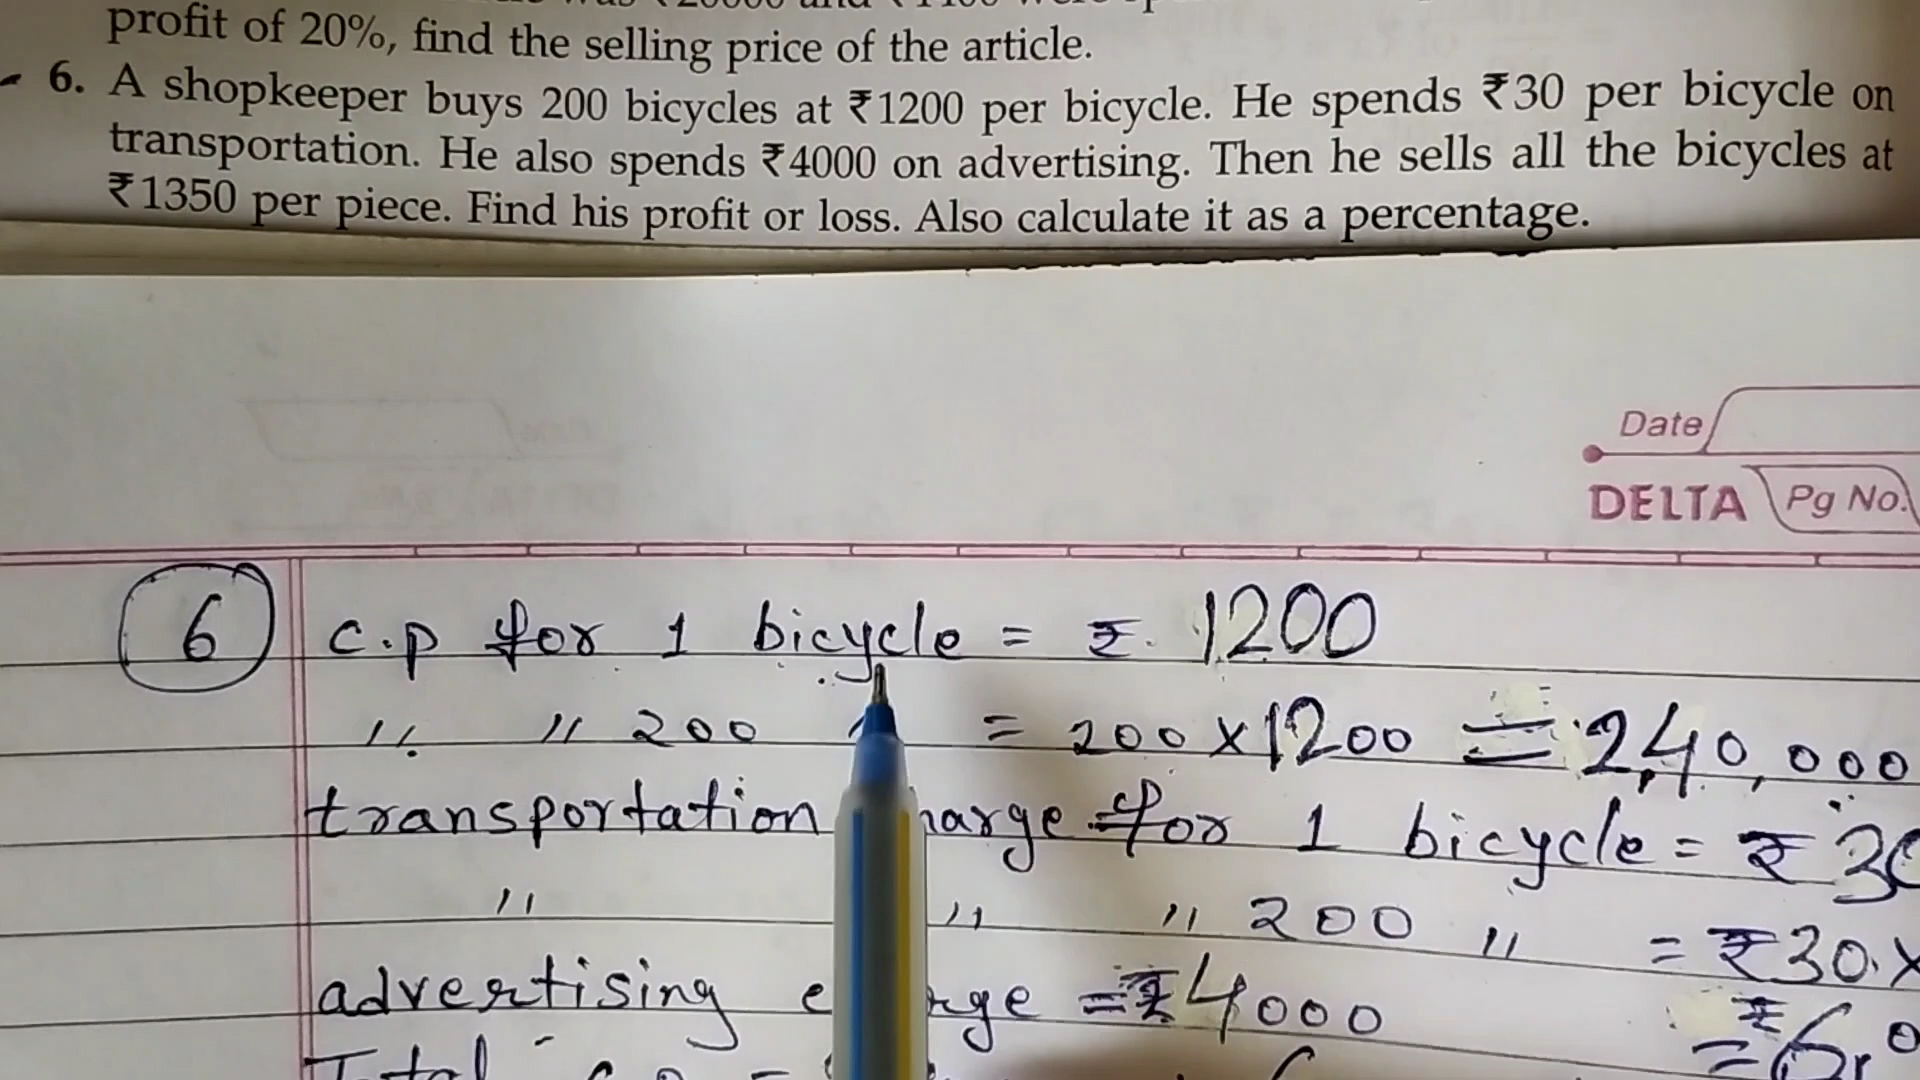 profit of 20%, find the selling price of the article.
6. A shopkeeper buys 200 bicycles at ₹1200 per bicycle. He spends ₹30 per bicycle on
transportation. He also spends ₹4000 on advertising. Then he sells all the bicycles at
₹1350 per piece. Find his profit or loss. Also calculate it as a percentage.
Date
DELTA Pg No.
6 c.p for 1 bicycle = ₹. 1200
" " 200 = 200 x 1200 = 2,40,000
transportation for 1 bicycle = ₹ 30
" " " 200 " = ₹30 x
advertising = ₹4000
= ₹6,0
Total c.p =